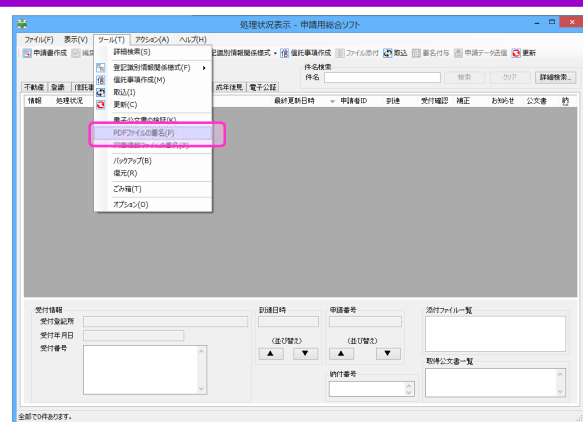 処理状況表示 - 申請用総合ソフト
ファイル(F) 表示(V) ツール(T) アクション(A) ヘルプ(H)
申請書作成 編集
記識別情報関係様式 信託事項作成 ファイル添付 取込 署名付与 申請データ送信 更新
詳細検索(S)
登記識別情報関係様式(F)
信託事項作成(M)
取込(I)
更新(C)
電子公文書の検証(K)
PDFファイルの署名(P)
バックアップ(B)
復元(R)
ごみ箱(T)
オプション(O)
件名検索
件名
検索 クリア 詳細検索...
不動産 登識 信託事 成年後見 電子公証
情報 処理状況 最終更新日時 申請者ID 到達 受付確認 補正 お知らせ 公文書 納
受付情報
受付登記所
受付年月日
受付番号
到達日時
(並び替え)
▲ ▼
申請番号
(並び替え)
▲ ▼
納付番号
添付ファイル一覧
取得公文書一覧
全部で0件あります。